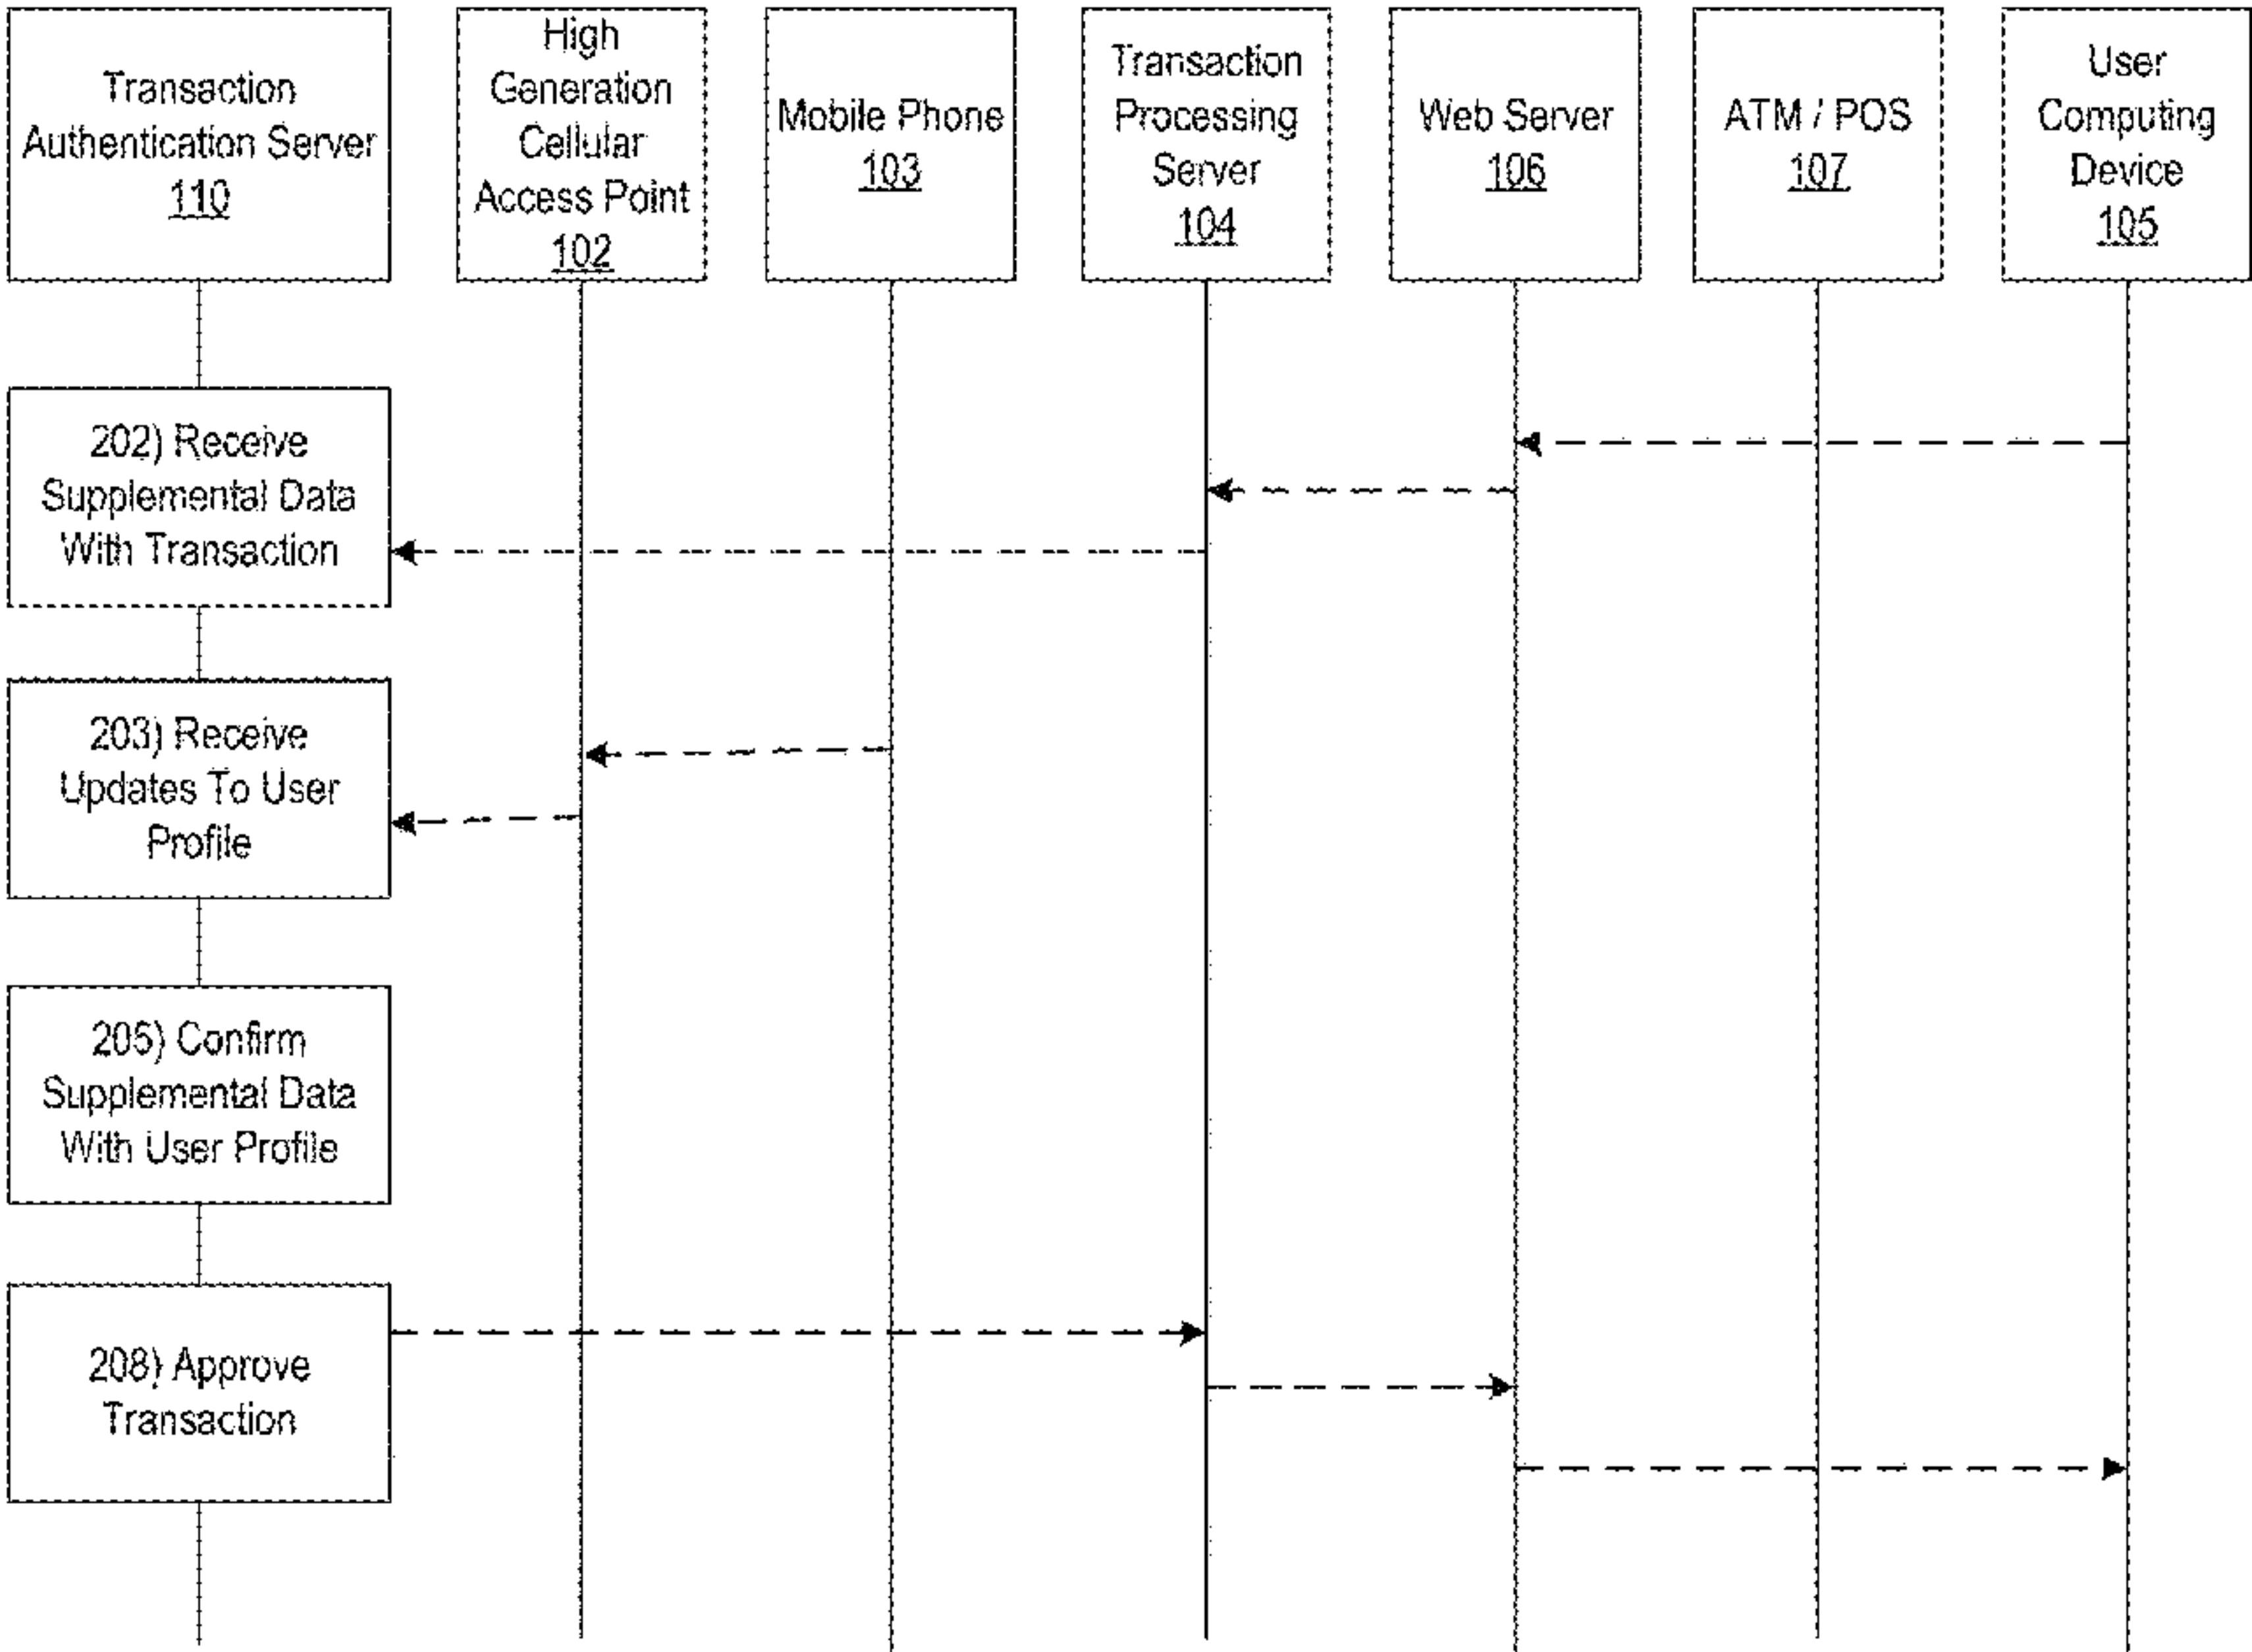 Transaction
Authentication Server
110
High
Generation
Cellular
Access Point
102
Mobile Phone
103
Transaction
Processing
Server
104
Web Server
106
ATM / POS
107
User
Computing
Device
105
202) Receive
Supplemental Data
With Transaction
203) Receive
Updates To User
Profile
205) Confirm
Supplemental Data
With User Profile
208) Approve
Transaction